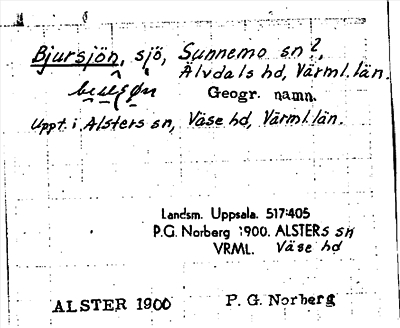 Bjursjön, sjö, Sunnemo sn?,
Älvdals hd, Värml. län.
Geogr. namn.
Uppt. i Alsters sn, Väse hd, Värml. län.
Landsm. Uppsala. 517:405
P.G. Norberg 1900. ALSTERS sn
VRML. Väse hd
ALSTER 1900 P. G. Norberg